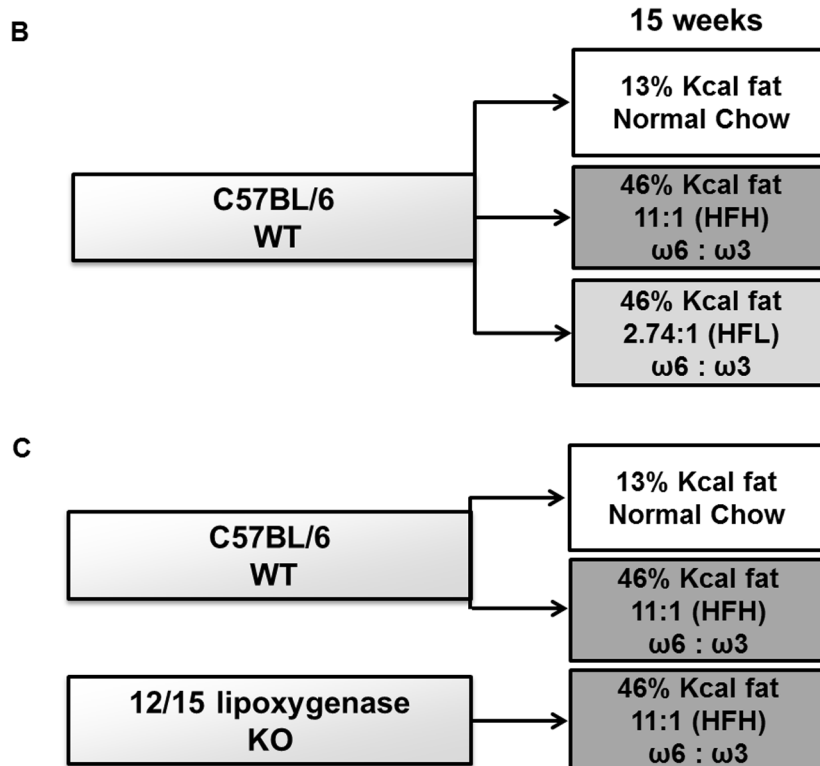 B
15 weeks
C57BL/6
WT
13% Kcal fat
Normal Chow
46% Kcal fat
11:1 (HFH)
ω6 : ω3
46% Kcal fat
2.74:1 (HFL)
ω6 : ω3
C
C57BL/6
WT
13% Kcal fat
Normal Chow
46% Kcal fat
11:1 (HFH)
ω6 : ω3
12/15 lipoxygenase
KO
46% Kcal fat
11:1 (HFH)
ω6 : ω3